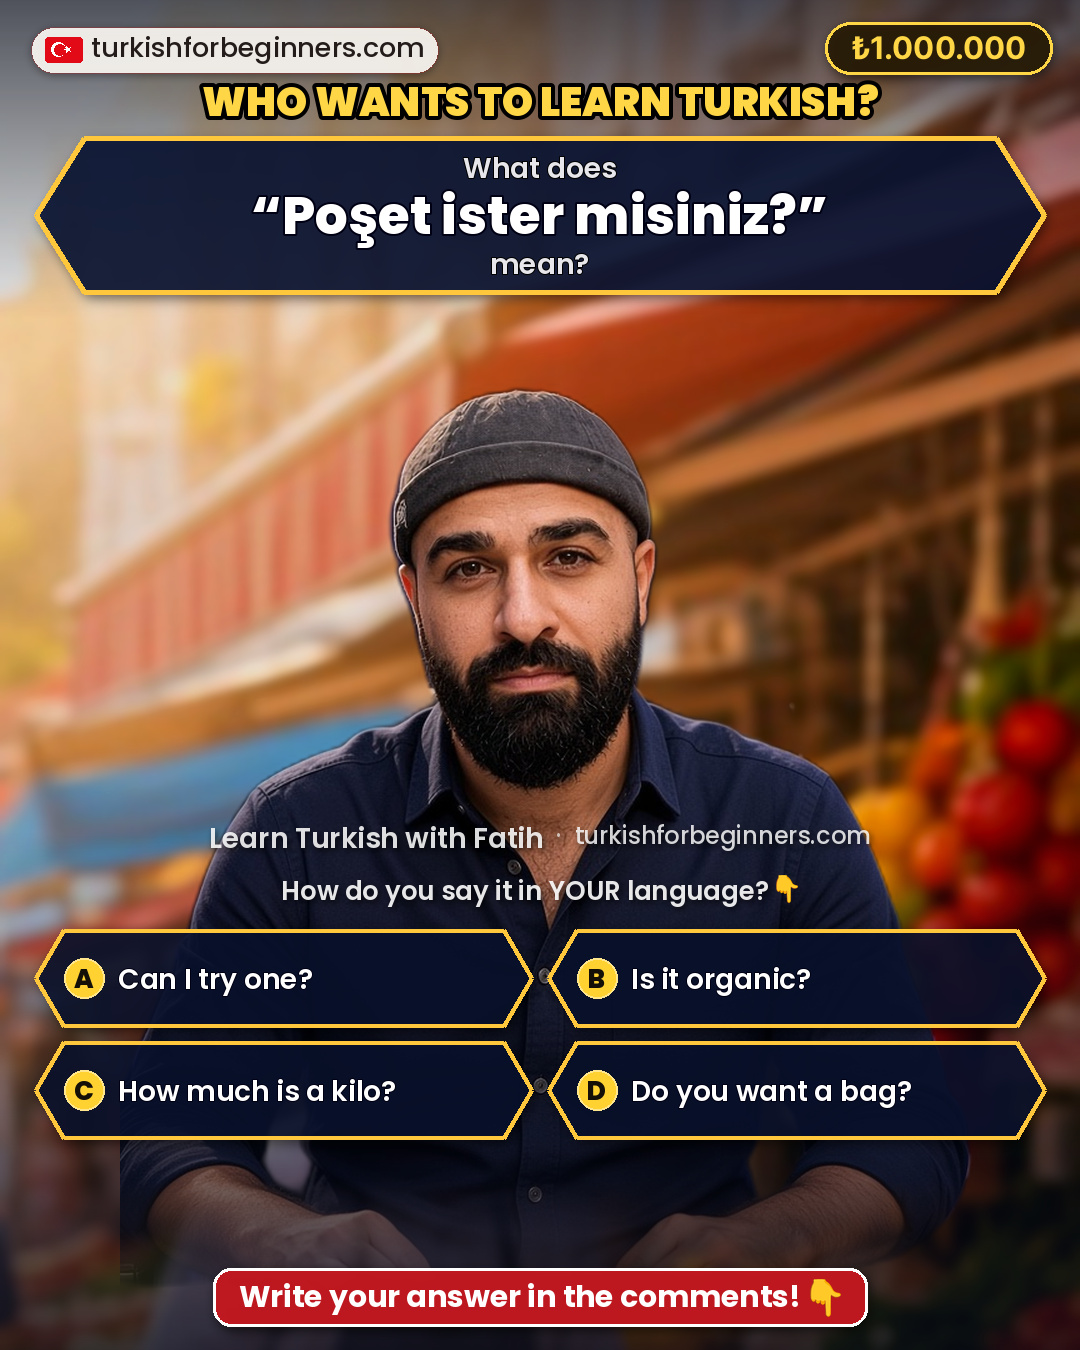 turkishforbeginners.com
₺1.000.000
WHO WANTS TO LEARN TURKISH?
What does
“Poşet ister misiniz?”
mean?
Learn Turkish with Fatih · turkishforbeginners.com
How do you say it in YOUR language? 👇
A Can I try one?
B Is it organic?
C How much is a kilo?
D Do you want a bag?
Write your answer in the comments! 👇